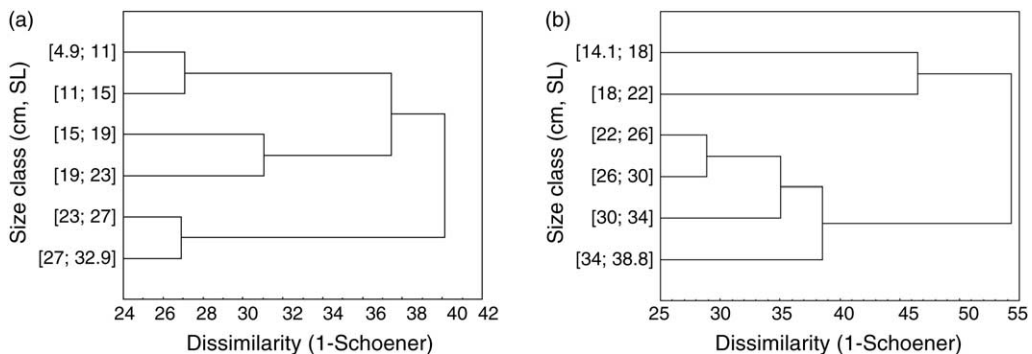 (a)
Size class (cm, SL)
[4.9; 11]
[11; 15]
[15; 19]
[19; 23]
[23; 27]
[27; 32.9]
24 26 28 30 32 34 36 38 40 42
Dissimilarity (1-Schoener)
(b)
Size class (cm, SL)
[14.1; 18]
[18; 22]
[22; 26]
[26; 30]
[30; 34]
[34; 38.8]
25 30 35 40 45 50 55
Dissimilarity (1-Schoener)